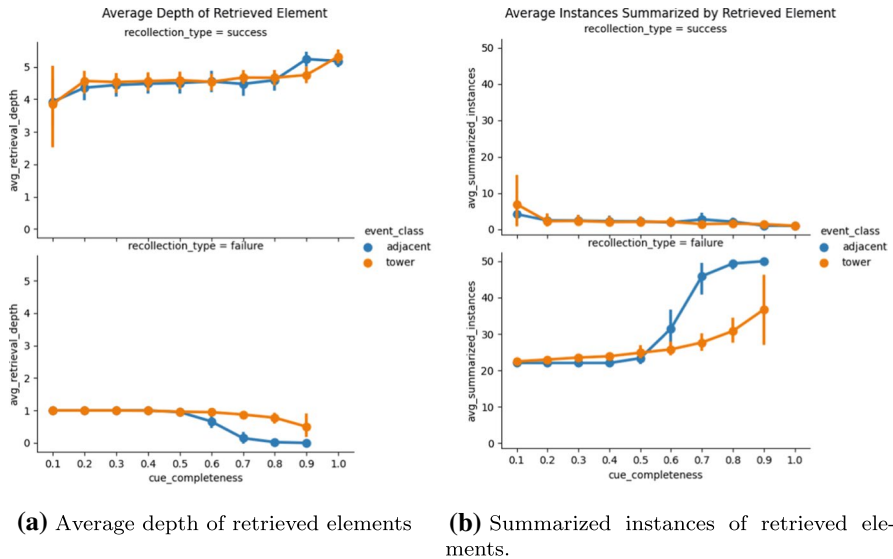 Average Depth of Retrieved Element
recollection_type = success
avg_retrieval_depth
5
4
3
2
1
0
recollection_type = failure
avg_retrieval_depth
5
4
3
2
1
0
0.1 0.2 0.3 0.4 0.5 0.6 0.7 0.8 0.9 1.0
cue_completeness
event_class
adjacent
tower
Average Instances Summarized by Retrieved Element
recollection_type = success
avg_summarized_instances
50
40
30
20
10
0
recollection_type = failure
avg_summarized_instances
50
40
30
20
10
0
0.1 0.2 0.3 0.4 0.5 0.6 0.7 0.8 0.9 1.0
cue_completeness
event_class
adjacent
tower
(a) Average depth of retrieved elements
(b) Summarized instances of retrieved ele-
ments.